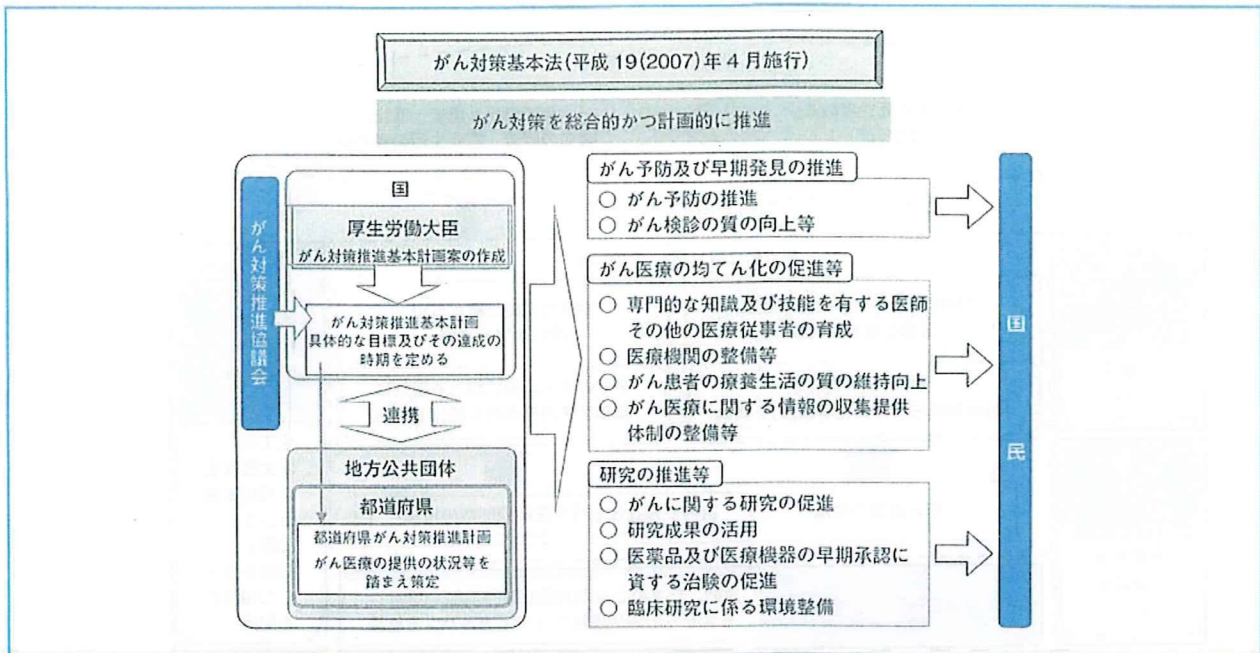 がん対策基本法(平成19(2007)年4月施行)
がん対策を総合的かつ計画的に推進
がん対策推進協議会
国
厚生労働大臣
がん対策推進基本計画案の作成
がん対策推進基本計画
具体的な目標及びその達成の
時期を定める
連携
地方公共団体
都道府県
都道府県がん対策推進計画
がん医療の提供の状況等を
踏まえ策定
がん予防及び早期発見の推進
○ がん予防の推進
○ がん検診の質の向上等
がん医療の均てん化の促進等
○ 専門的な知識及び技能を有する医師
その他の医療従事者の育成
○ 医療機関の整備等
○ がん患者の療養生活の質の維持向上
○ がん医療に関する情報の収集提供
体制の整備等
研究の推進等
○ がんに関する研究の促進
○ 研究成果の活用
○ 医薬品及び医療機器の早期承認に
資する治験の促進
○ 臨床研究に係る環境整備
国民